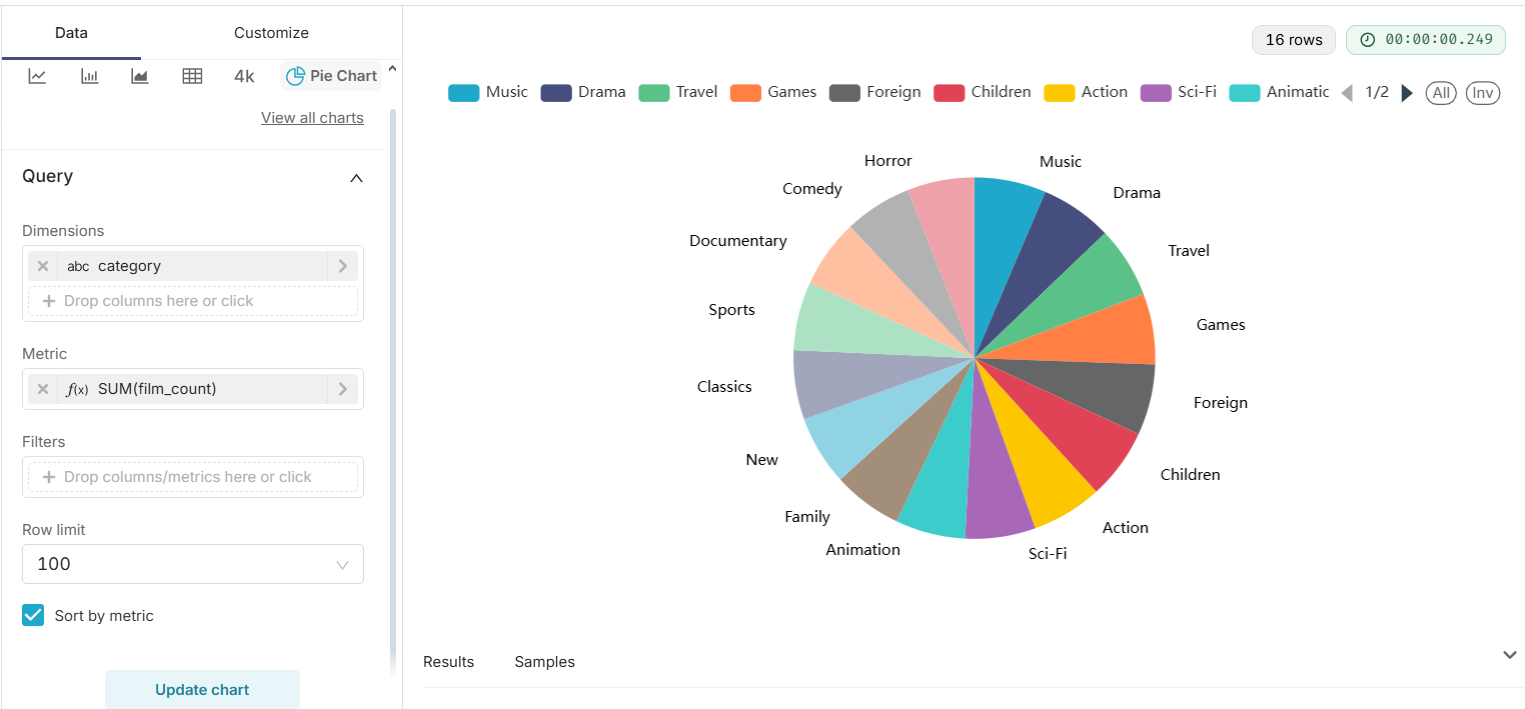 Data Customize
4k Pie Chart
View all charts
Query
Dimensions
abc category
Drop columns here or click
Metric
f(x) SUM(film_count)
Filters
Drop columns/metrics here or click
Row limit
100
Sort by metric
Update chart
16 rows 00:00:00.249
Music Drama Travel Games Foreign Children Action Sci-Fi Animatic 1/2 All Inv
Horror Music
Comedy Drama
Documentary Travel
Sports Games
Classics Foreign
New Children
Family Action
Animation Sci-Fi
Results Samples